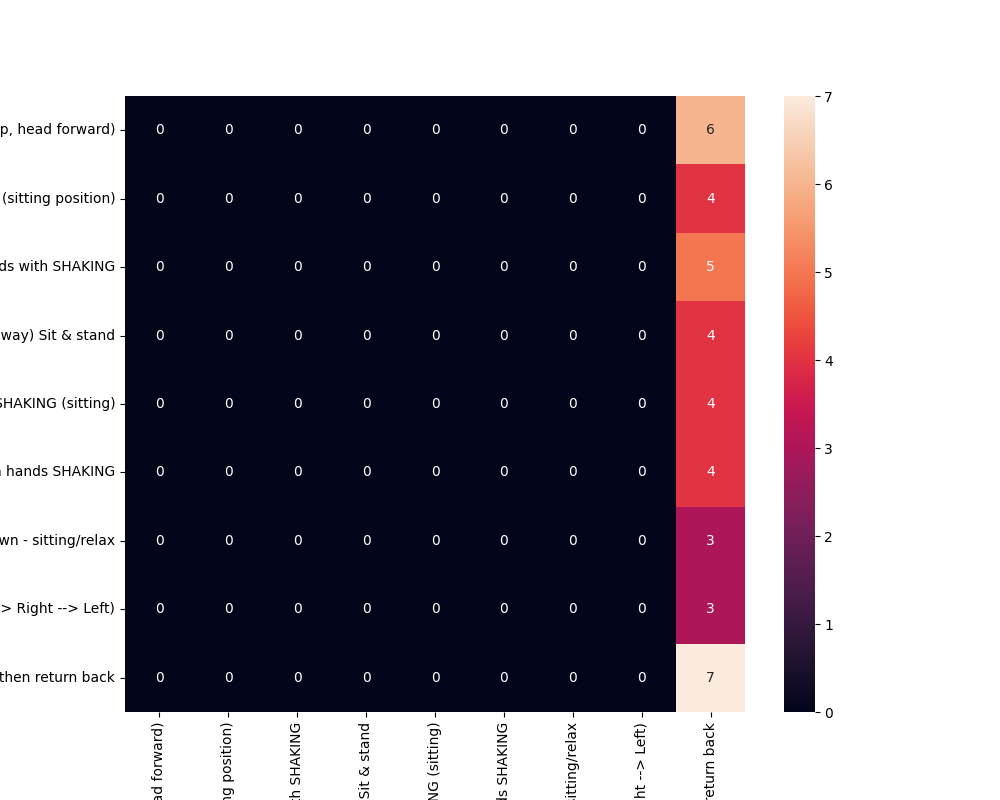 p, head forward) 0 0 0 0 0 0 0 0 6
(sitting position) 0 0 0 0 0 0 0 0 4
ds with SHAKING 0 0 0 0 0 0 0 0 5
way) Sit & stand 0 0 0 0 0 0 0 0 4
SHAKING (sitting) 0 0 0 0 0 0 0 0 4
hands SHAKING 0 0 0 0 0 0 0 0 4
wn - sitting/relax 0 0 0 0 0 0 0 0 3
> Right --> Left) 0 0 0 0 0 0 0 0 3
then return back 0 0 0 0 0 0 0 0 7
ad forward)
ng position)
th SHAKING
Sit & stand
NG (sitting)
ds SHAKING
sitting/relax
ht --> Left)
return back
7
6
5
4
3
2
1
0